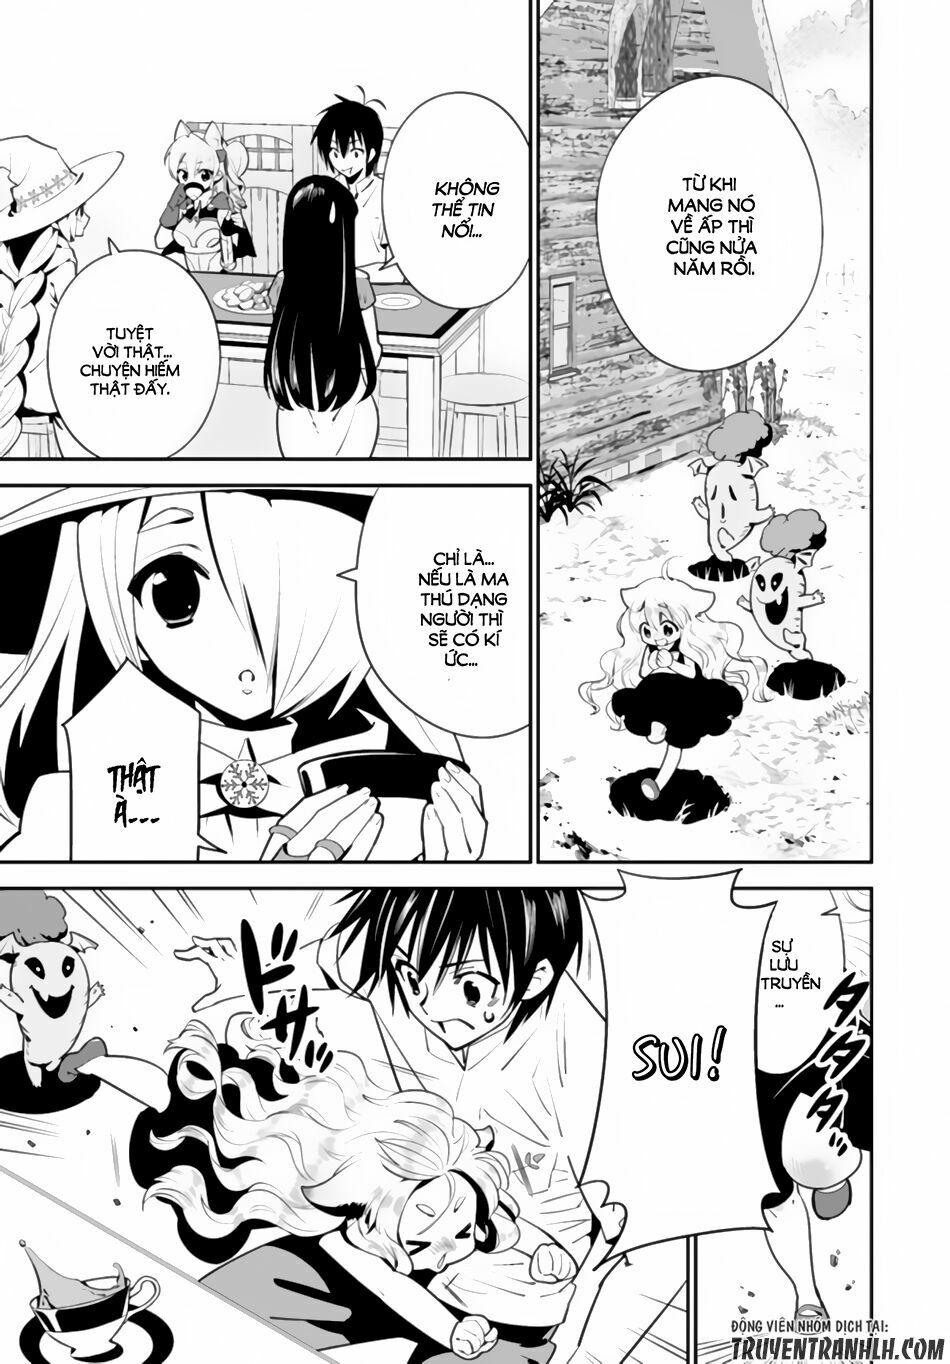 TỪ KHI
MANG NÓ
VỀ ẤP THÌ
CŨNG NỬA
NĂM RỒI.
KHÔNG
THỂ TIN
NỔI...
TUYỆT
VỜI THẬT...
CHUYỆN HIẾM
THẬT ĐẤY.
CHỈ LÀ...
NẾU LÀ MA
THÚ DẠNG
NGƯỜI THÌ
SẼ CÓ KÍ
ỨC...
THẬT
À...
SỰ
LƯU
TRUYỀN
...
タタタタッ
SUI!
ドサッ
ĐỘNG VIÊN NHÓM DỊCH TẠI:
TRUYENTRANHLH.COM